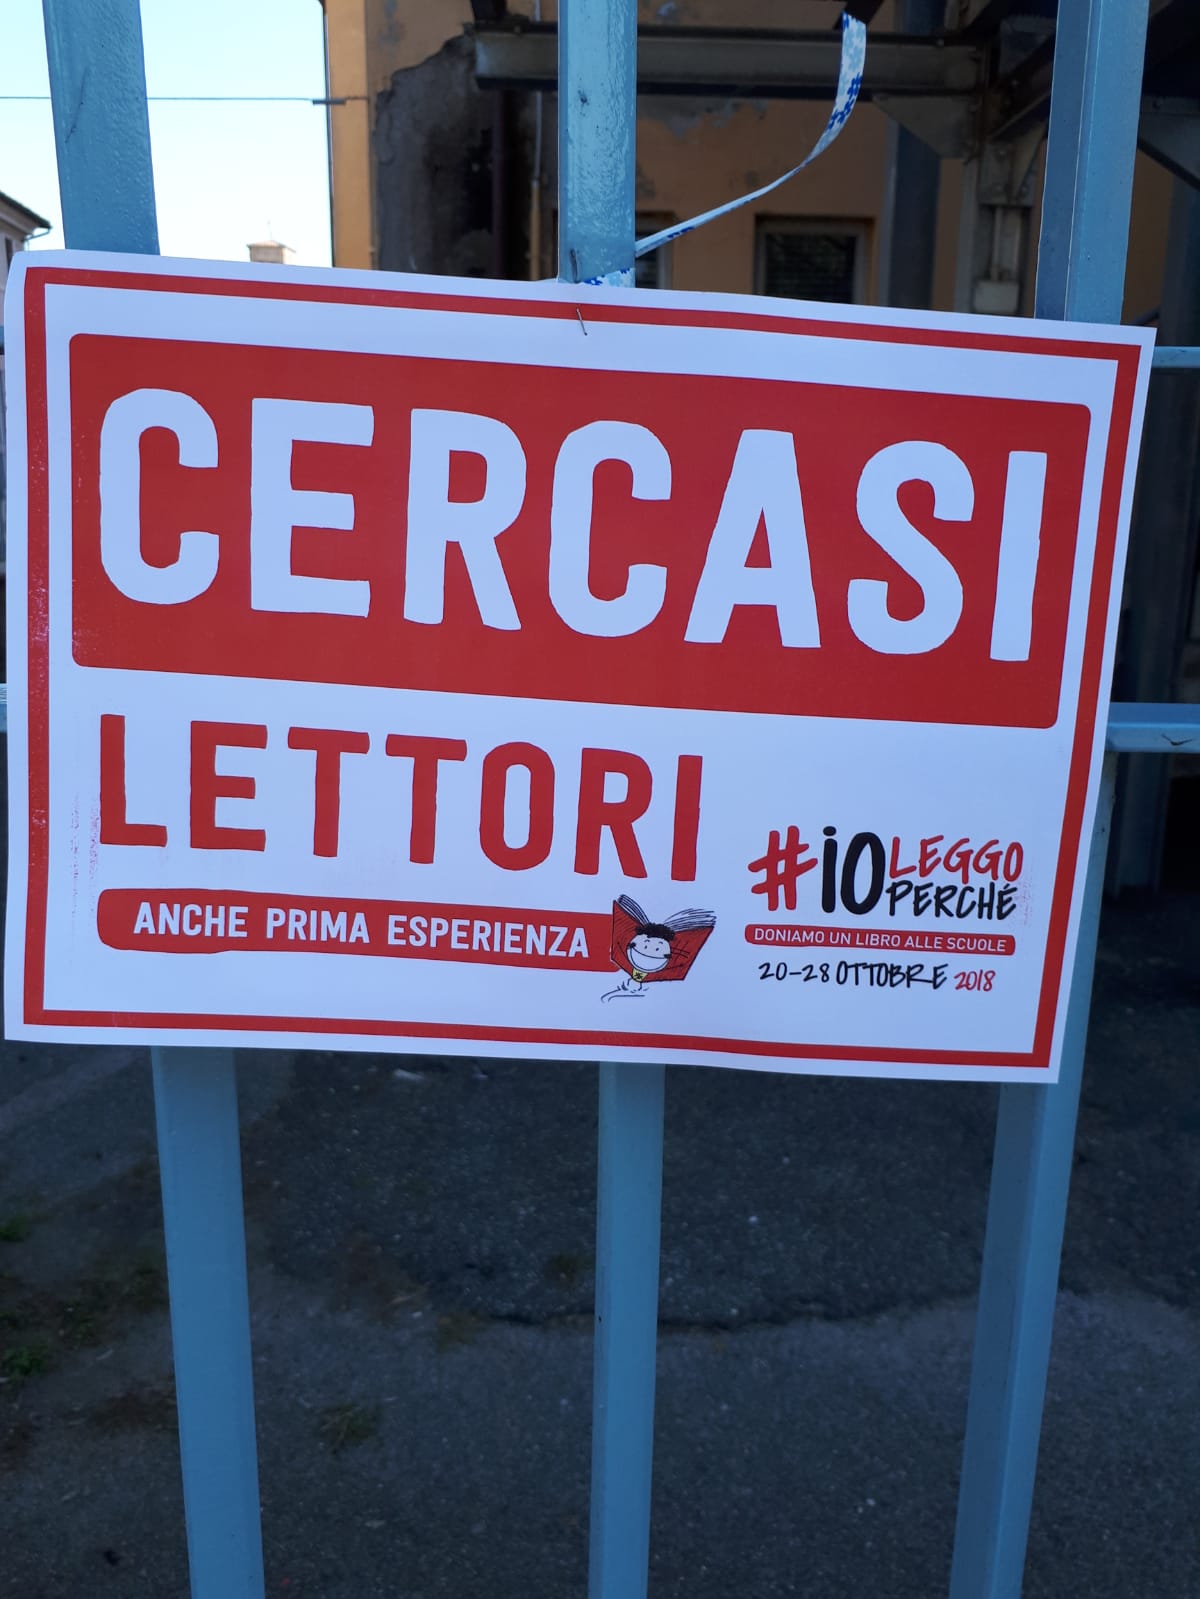 CERCASI
LETTORI
ANCHE PRIMA ESPERIENZA
#iO LEGGO
PERCHÉ
DONIAMO UN LIBRO ALLE SCUOLE
20-28 OTTOBRE 2018